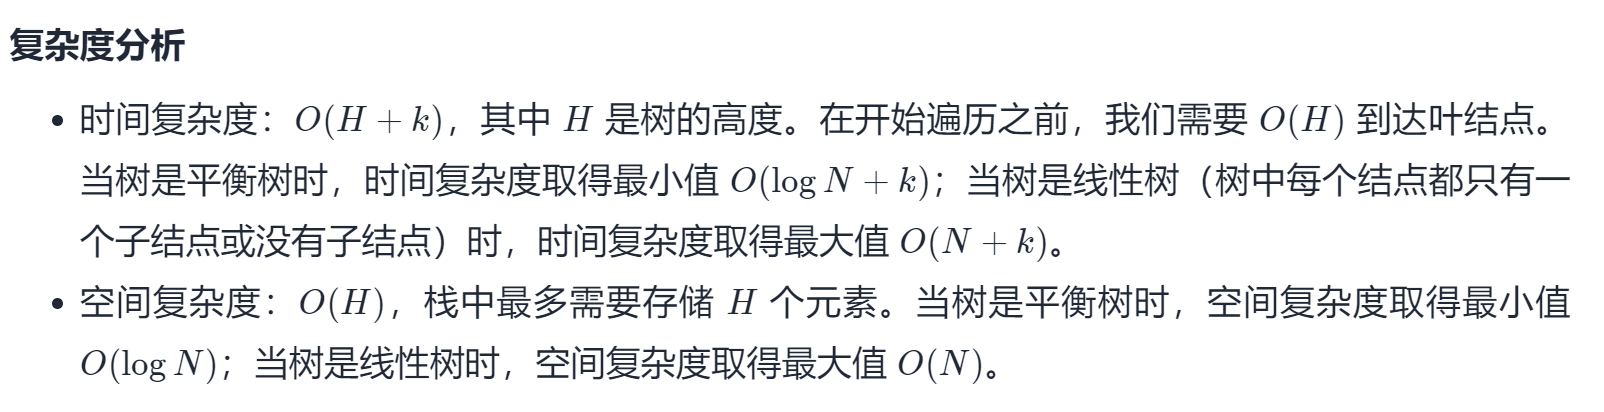 复杂度分析
• 时间复杂度：O(H + k)，其中 H 是树的高度。在开始遍历之前，我们需要 O(H) 到达叶结点。
当树是平衡树时，时间复杂度取得最小值 O(log N + k)；当树是线性树（树中每个结点都只有一
个子结点或没有子结点）时，时间复杂度取得最大值 O(N + k)。
• 空间复杂度：O(H)，栈中最多需要存储 H 个元素。当树是平衡树时，空间复杂度取得最小值
O(log N)；当树是线性树时，空间复杂度取得最大值 O(N)。